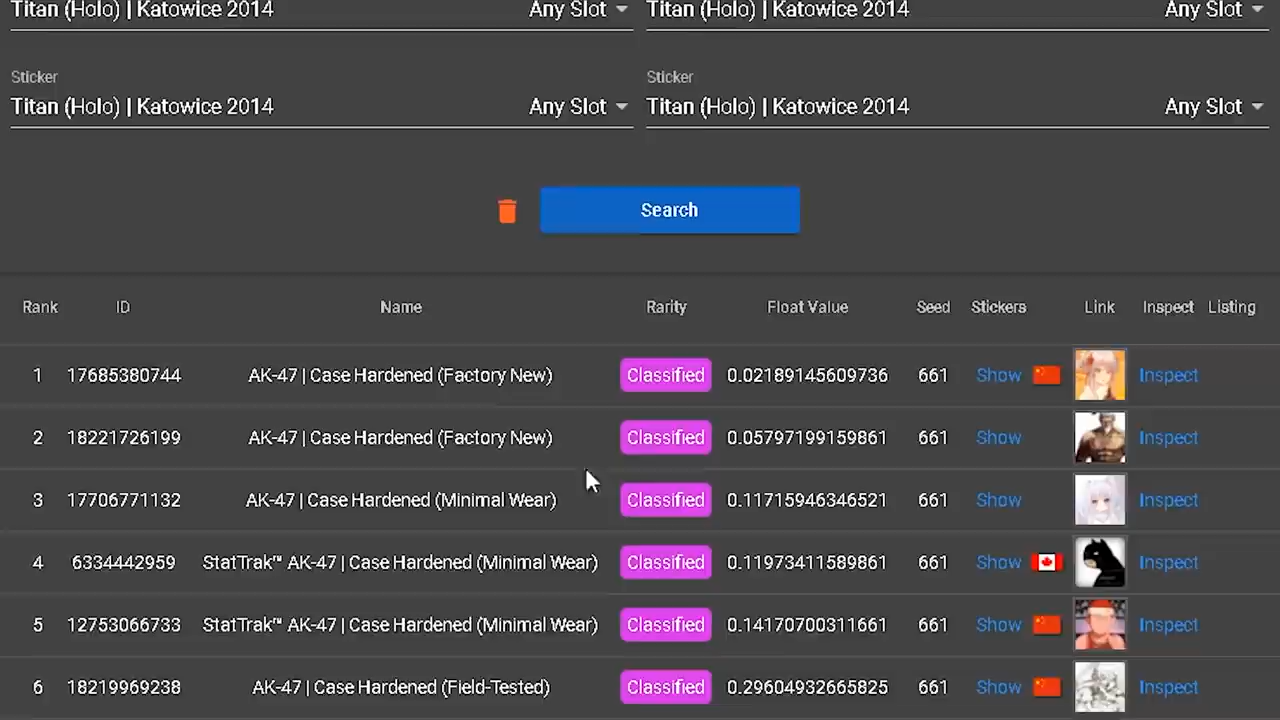 Titan (Holo) | Katowice 2014 Any Slot Titan (Holo) | Katowice 2014 Any Slot
Sticker Sticker
Titan (Holo) | Katowice 2014 Any Slot Titan (Holo) | Katowice 2014 Any Slot
Search
Rank ID Name Rarity Float Value Seed Stickers Link Inspect Listing
1 17685380744 AK-47 | Case Hardened (Factory New) Classified 0.02189145609736 661 Show Inspect
2 18221726199 AK-47 | Case Hardened (Factory New) Classified 0.05797199159861 661 Show Inspect
3 17706771132 AK-47 | Case Hardened (Minimal Wear) Classified 0.11715946346521 661 Show Inspect
4 6334442959 StatTrak™ AK-47 | Case Hardened (Minimal Wear) Classified 0.11973411589861 661 Show Inspect
5 12753066733 StatTrak™ AK-47 | Case Hardened (Minimal Wear) Classified 0.14170700311661 661 Show Inspect
6 18219969238 AK-47 | Case Hardened (Field-Tested) Classified 0.29604932665825 661 Show Inspect